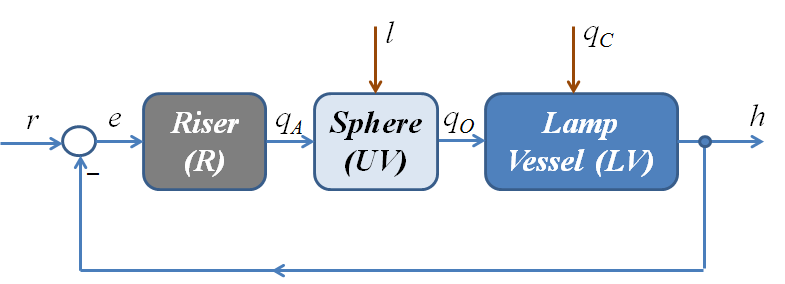 l
q_C
r
e
Riser
(R)
q_A
Sphere
(UV)
q_O
Lamp
Vessel (LV)
h
−